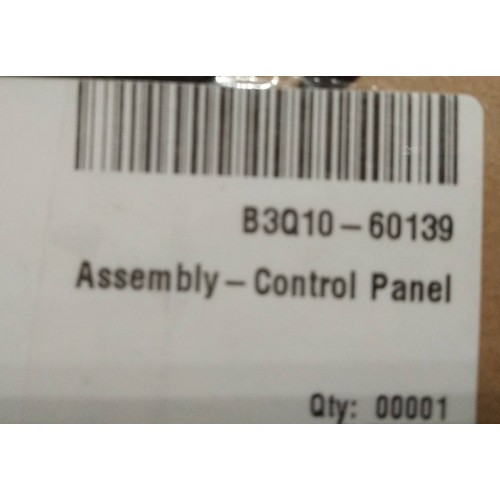 B3Q10-60139
Assembly-Control Panel
Qty: 00001